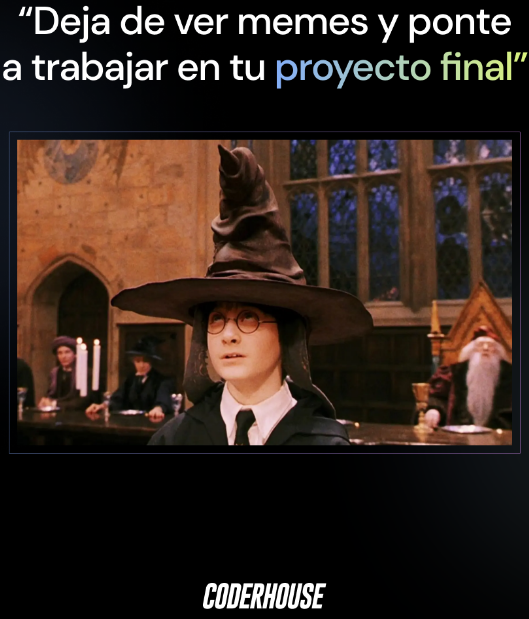 “Deja de ver memes y ponte
a trabajar en tu proyecto final”
CODERHOUSE